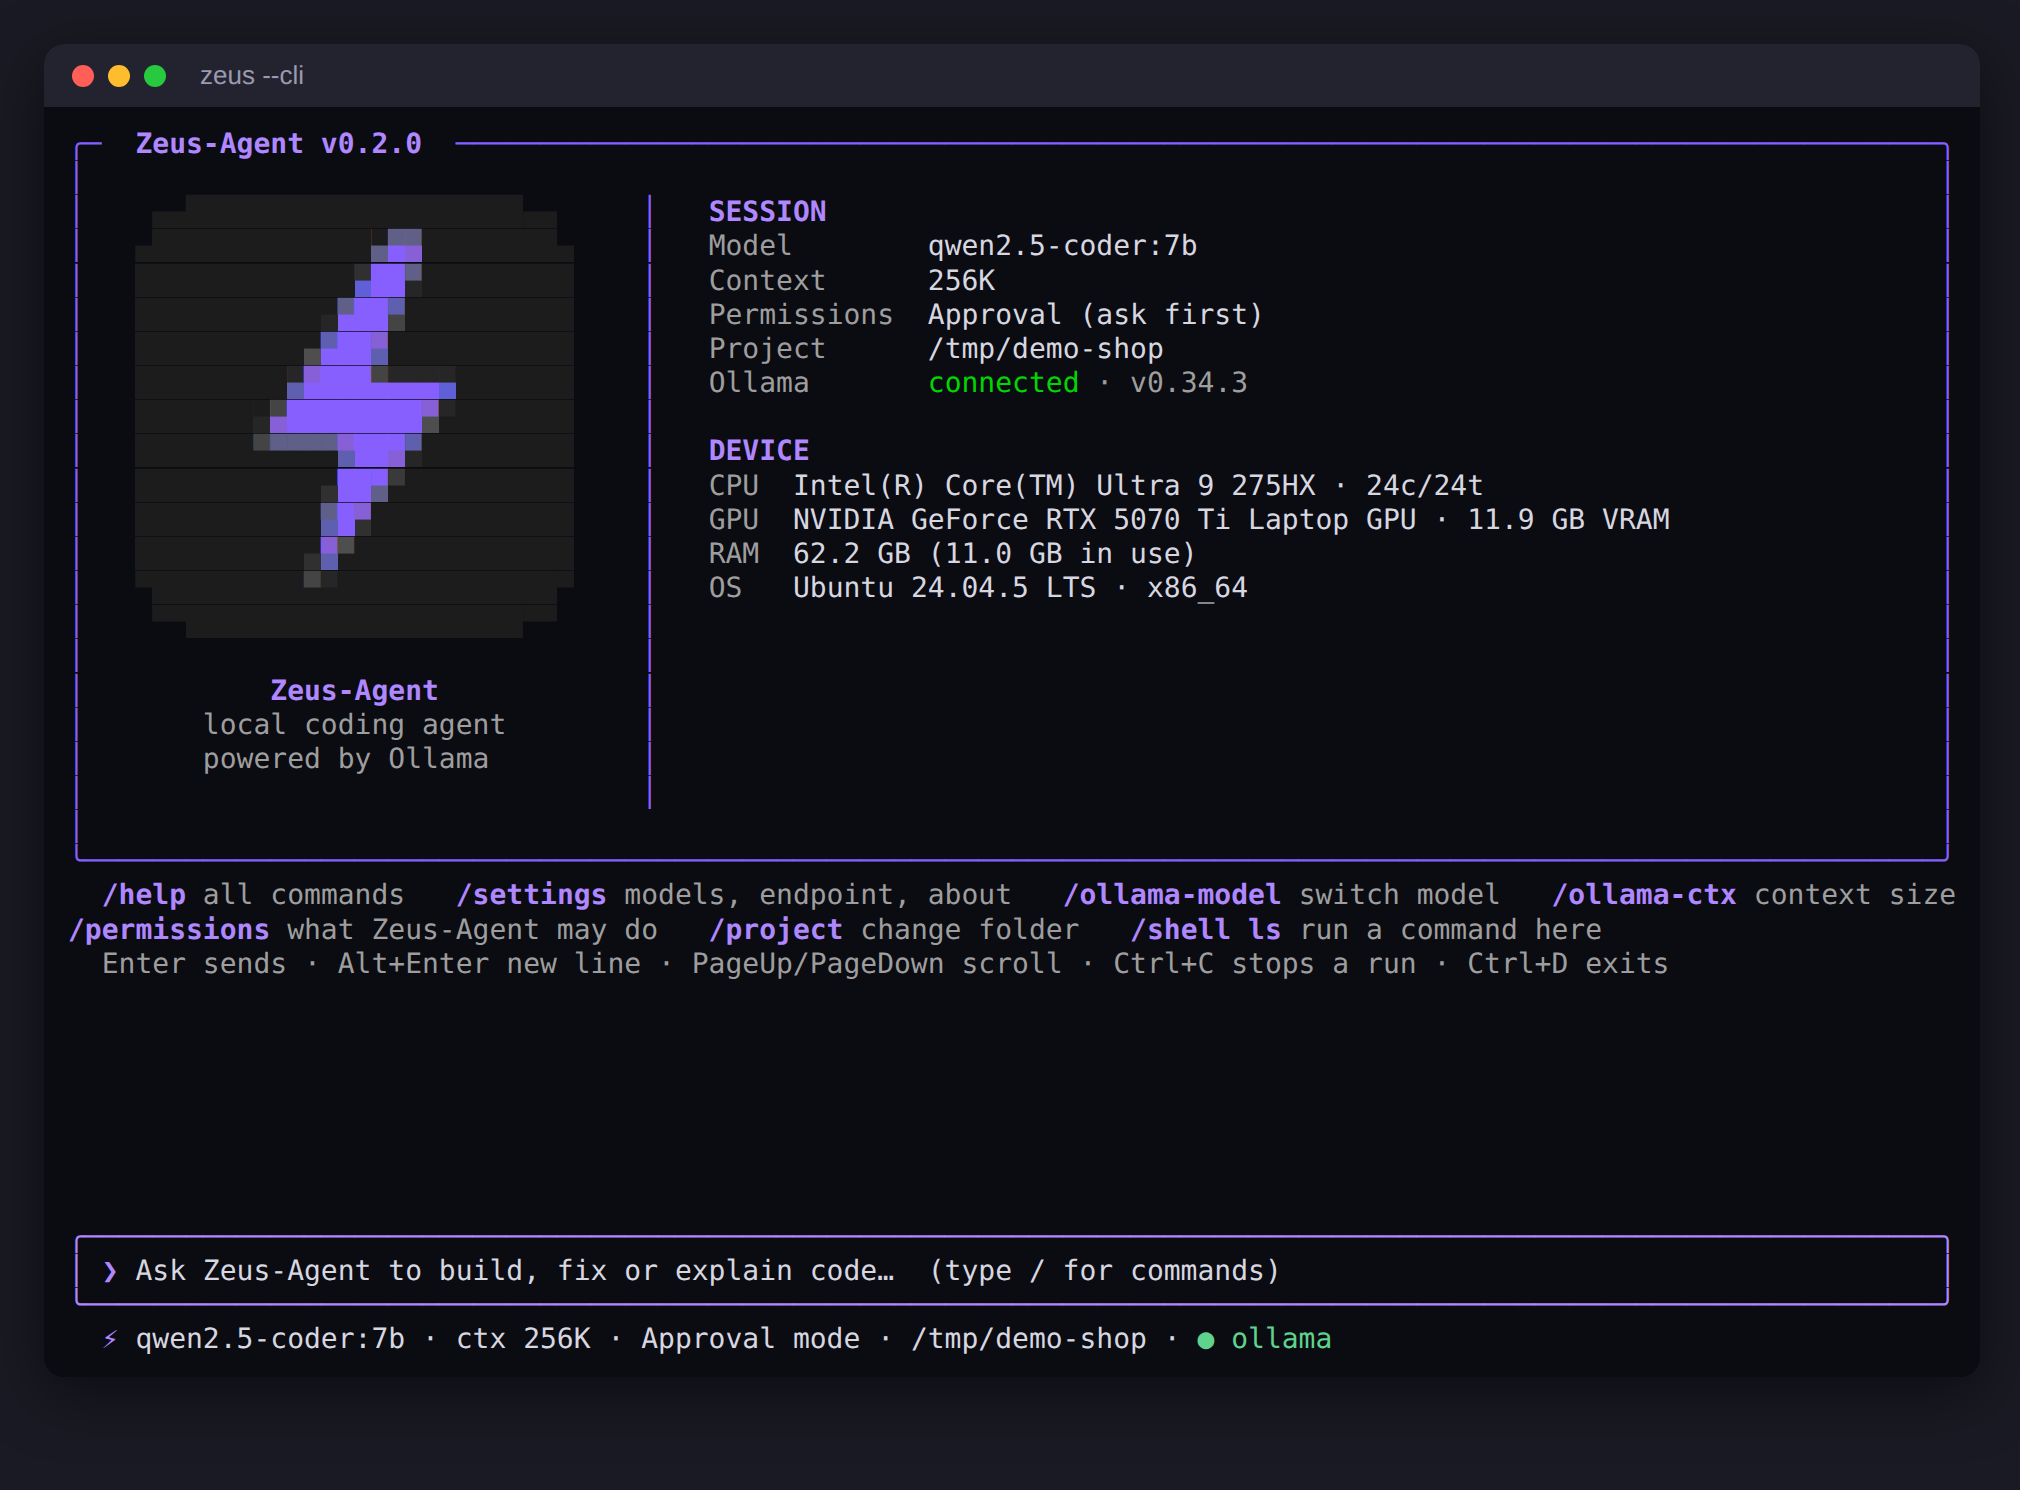 zeus --cli
Zeus-Agent v0.2.0
SESSION
Model qwen2.5-coder:7b
Context 256K
Permissions Approval (ask first)
Project /tmp/demo-shop
Ollama connected · v0.34.3
DEVICE
CPU Intel(R) Core(TM) Ultra 9 275HX · 24c/24t
GPU NVIDIA GeForce RTX 5070 Ti Laptop GPU · 11.9 GB VRAM
RAM 62.2 GB (11.0 GB in use)
OS Ubuntu 24.04.5 LTS · x86_64
Zeus-Agent
local coding agent
powered by Ollama
/help all commands /settings models, endpoint, about /ollama-model switch model /ollama-ctx context size
/permissions what Zeus-Agent may do /project change folder /shell ls run a command here
Enter sends · Alt+Enter new line · PageUp/PageDown scroll · Ctrl+C stops a run · Ctrl+D exits
❯ Ask Zeus-Agent to build, fix or explain code… (type / for commands)
⚡ qwen2.5-coder:7b · ctx 256K · Approval mode · /tmp/demo-shop · ● ollama